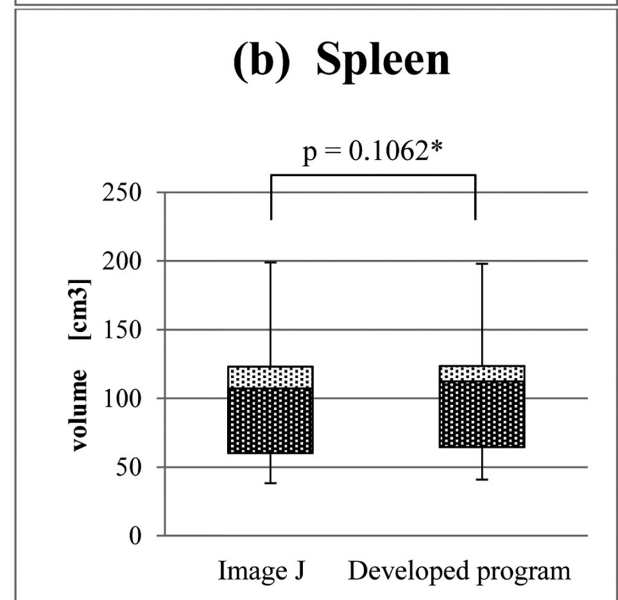 (b) Spleen
p = 0.1062*
250
200
150
100
50
0
volume [cm3]
Image J
Developed program